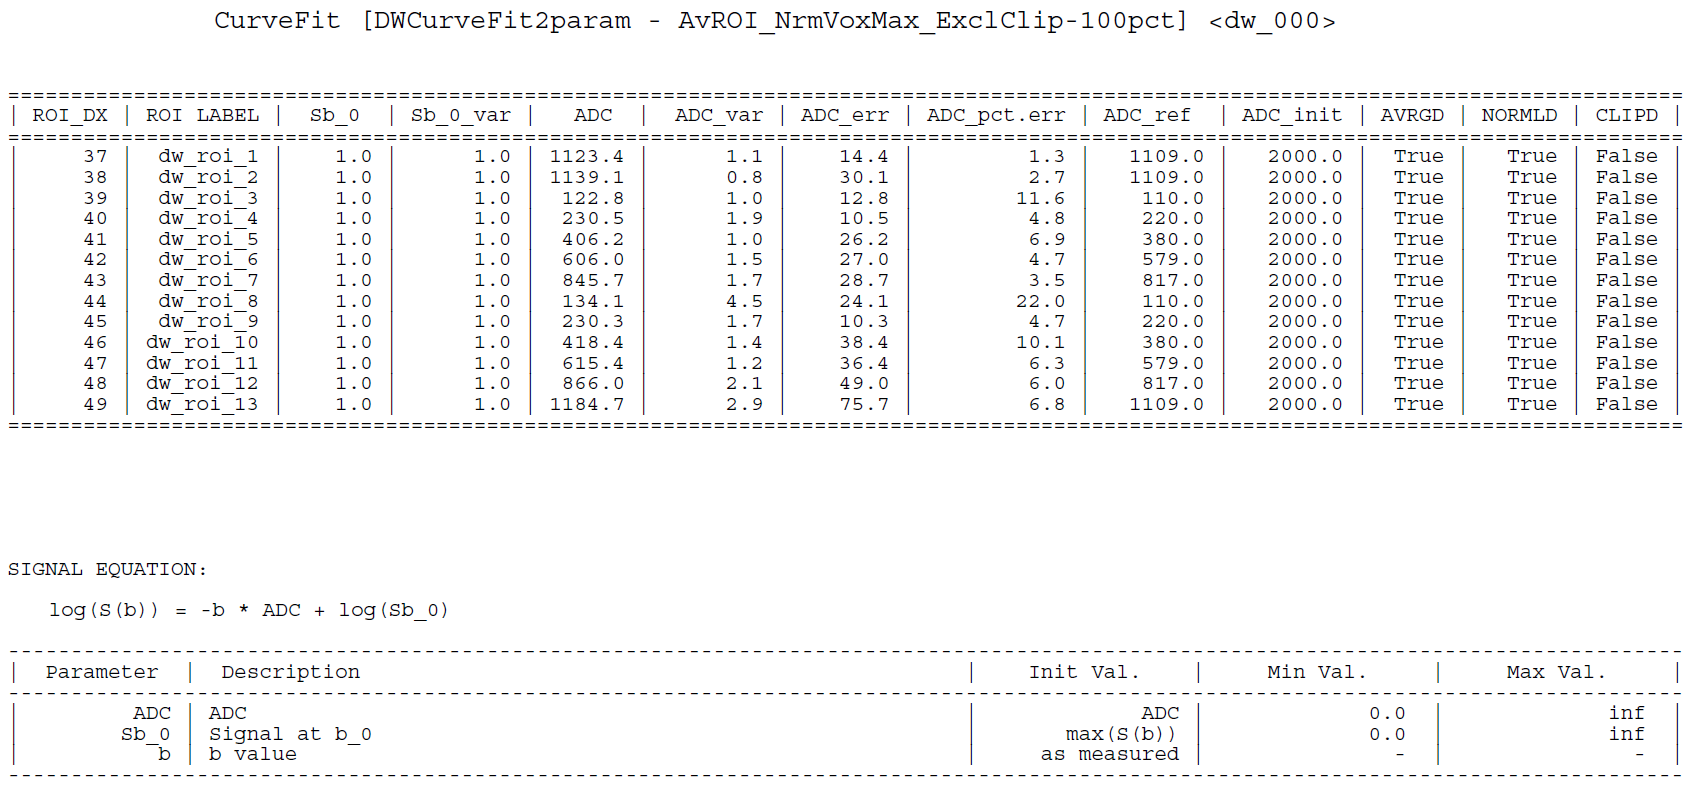 CurveFit [DWCurveFit2param - AvROI_NrmVoxMax_ExclClip-100pct] <dw_000>
======================================================================================================================================
| ROI_DX | ROI LABEL | Sb_0 | Sb_0_var | ADC | ADC_var | ADC_err | ADC_pct.err | ADC_ref | ADC_init | AVRGD | NORMLD | CLIPD |
======================================================================================================================================
| 37 | dw_roi_1 | 1.0 | 1.0 | 1123.4 | 1.1 | 14.4 | 1.3 | 1109.0 | 2000.0 | True | True | False |
| 38 | dw_roi_2 | 1.0 | 1.0 | 1139.1 | 0.8 | 30.1 | 2.7 | 1109.0 | 2000.0 | True | True | False |
| 39 | dw_roi_3 | 1.0 | 1.0 | 122.8 | 1.0 | 12.8 | 11.6 | 110.0 | 2000.0 | True | True | False |
| 40 | dw_roi_4 | 1.0 | 1.0 | 230.5 | 1.9 | 10.5 | 4.8 | 220.0 | 2000.0 | True | True | False |
| 41 | dw_roi_5 | 1.0 | 1.0 | 406.2 | 1.0 | 26.2 | 6.9 | 380.0 | 2000.0 | True | True | False |
| 42 | dw_roi_6 | 1.0 | 1.0 | 606.0 | 1.5 | 27.0 | 4.7 | 579.0 | 2000.0 | True | True | False |
| 43 | dw_roi_7 | 1.0 | 1.0 | 845.7 | 1.7 | 28.7 | 3.5 | 817.0 | 2000.0 | True | True | False |
| 44 | dw_roi_8 | 1.0 | 1.0 | 134.1 | 4.5 | 24.1 | 22.0 | 110.0 | 2000.0 | True | True | False |
| 45 | dw_roi_9 | 1.0 | 1.0 | 230.3 | 1.7 | 10.3 | 4.7 | 220.0 | 2000.0 | True | True | False |
| 46 | dw_roi_10 | 1.0 | 1.0 | 418.4 | 1.4 | 38.4 | 10.1 | 380.0 | 2000.0 | True | True | False |
| 47 | dw_roi_11 | 1.0 | 1.0 | 615.4 | 1.2 | 36.4 | 6.3 | 579.0 | 2000.0 | True | True | False |
| 48 | dw_roi_12 | 1.0 | 1.0 | 866.0 | 2.1 | 49.0 | 6.0 | 817.0 | 2000.0 | True | True | False |
| 49 | dw_roi_13 | 1.0 | 1.0 | 1184.7 | 2.9 | 75.7 | 6.8 | 1109.0 | 2000.0 | True | True | False |
======================================================================================================================================
SIGNAL EQUATION:
log(S(b)) = -b * ADC + log(Sb_0)
--------------------------------------------------------------------------------------------------------------------------------------
| Parameter | Description | Init Val. | Min Val. | Max Val. |
--------------------------------------------------------------------------------------------------------------------------------------
| ADC | ADC | ADC | 0.0 | inf |
| Sb_0 | Signal at b_0 | max(S(b)) | 0.0 | inf |
| b | b value | as measured | - | - |
--------------------------------------------------------------------------------------------------------------------------------------